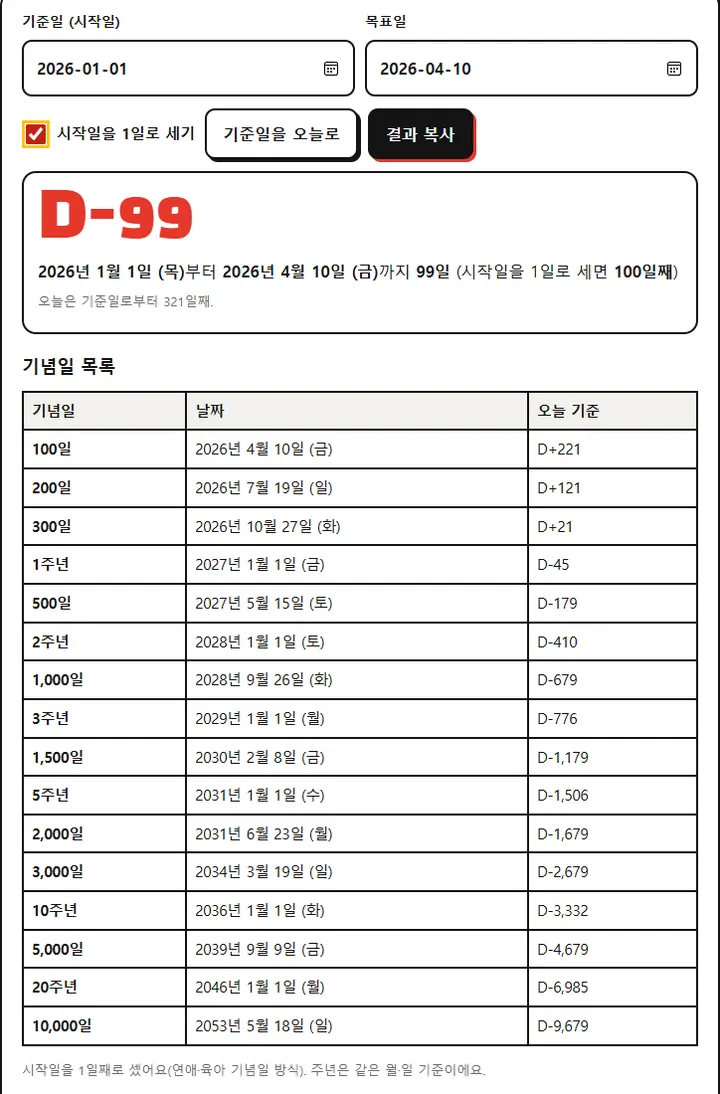 기준일 (시작일) 목표일
2026-01-01 2026-04-10
시작일을 1일로 세기 기준일을 오늘로 결과 복사
D-99
2026년 1월 1일 (목)부터 2026년 4월 10일 (금)까지 99일 (시작일을 1일로 세면 100일째)
오늘은 기준일로부터 321일째.
기념일 목록
기념일 날짜 오늘 기준
100일 2026년 4월 10일 (금) D+221
200일 2026년 7월 19일 (일) D+121
300일 2026년 10월 27일 (화) D+21
1주년 2027년 1월 1일 (금) D-45
500일 2027년 5월 15일 (토) D-179
2주년 2028년 1월 1일 (토) D-410
1,000일 2028년 9월 26일 (화) D-679
3주년 2029년 1월 1일 (월) D-776
1,500일 2030년 2월 8일 (금) D-1,179
5주년 2031년 1월 1일 (수) D-1,506
2,000일 2031년 6월 23일 (월) D-1,679
3,000일 2034년 3월 19일 (일) D-2,679
10주년 2036년 1월 1일 (화) D-3,332
5,000일 2039년 9월 9일 (금) D-4,679
20주년 2046년 1월 1일 (월) D-6,985
10,000일 2053년 5월 18일 (일) D-9,679
시작일을 1일째로 셌어요(연애·육아 기념일 방식). 주년은 같은 월·일 기준이에요.